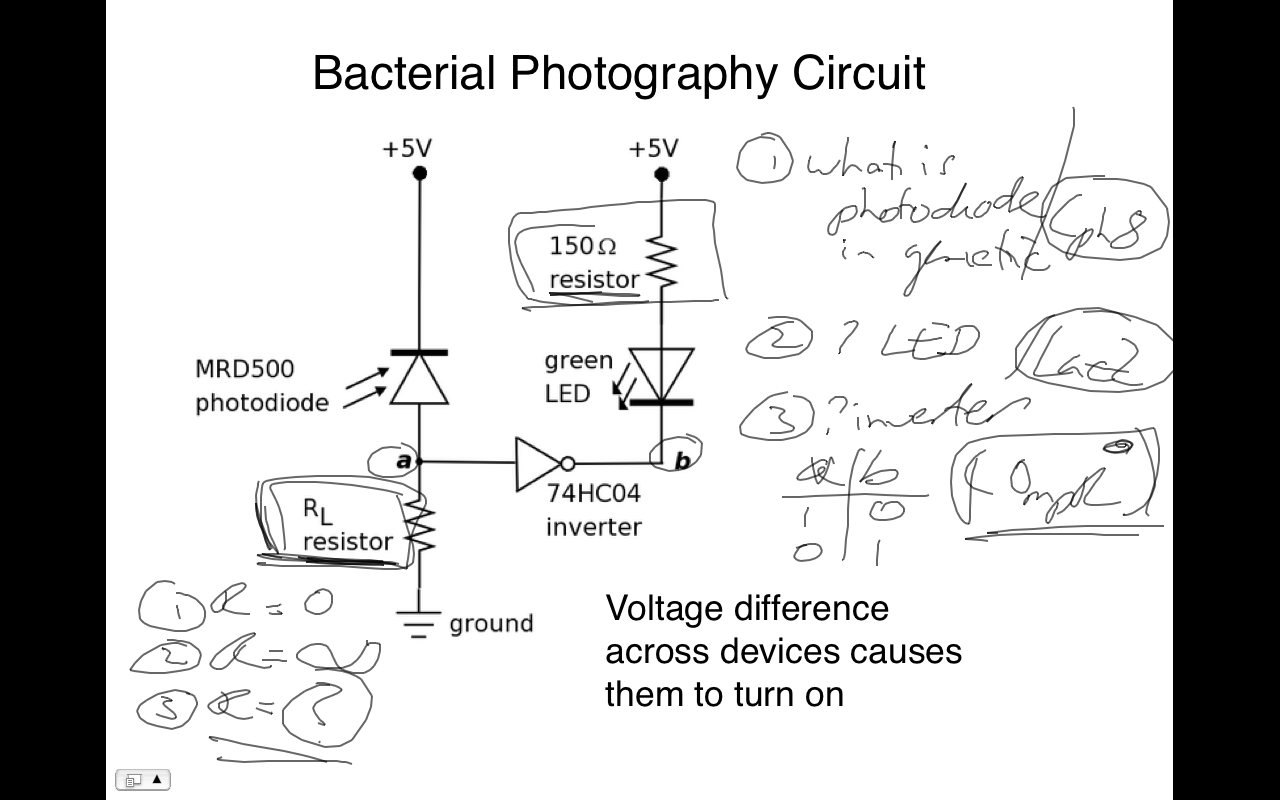 Bacterial Photography Circuit
+5V
+5V
150Ω
resistor
MRD500
photodiode
green
LED
a
b
74HC04
inverter
RL
resistor
ground
Voltage difference
across devices causes
them to turn on
① what is
photodiode
in genetic
Cph8
② ? LED
LacZ
③ ? inverter
a b
1 0
0 1
OmpR
① R = 0
② R = ∞
③ R = ?